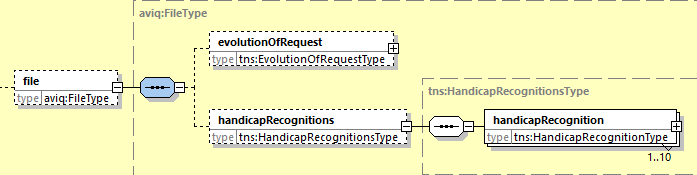 aviq:FileType
evolutionOfRequest
type tns:EvolutionOfRequestType
file
type aviq:FileType
tns:HandicapRecognitionsType
handicapRecognitions
type tns:HandicapRecognitionsType
handicapRecognition
type tns:HandicapRecognitionType
1..10